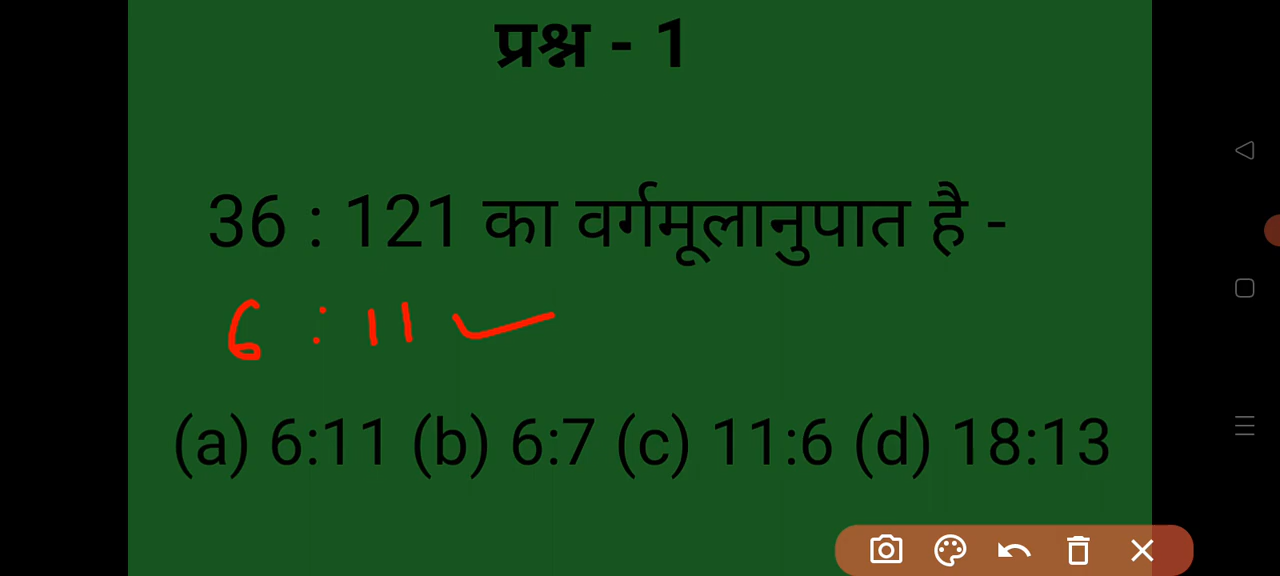 प्रश्न - 1
36 : 121 का वर्गमूलानुपात है -
6 : 11
(a) 6:11 (b) 6:7 (c) 11:6 (d) 18:13